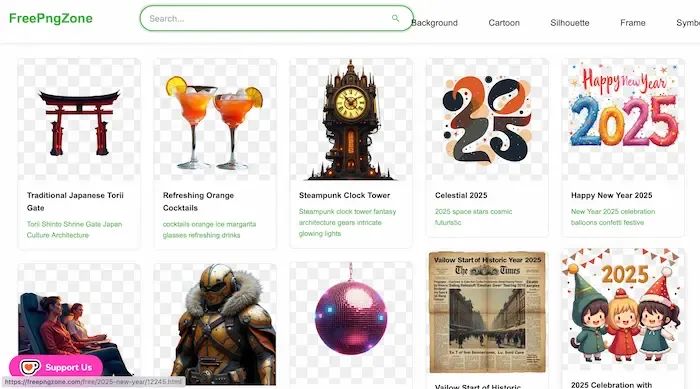 FreePngZone
Search...
Background
Cartoon
Silhouette
Frame
Symbo
Traditional Japanese Torii
Gate
Torii Shinto Shrine Gate Japan
Culture Architecture
Refreshing Orange
Cocktails
cocktails orange ice margarita
glasses refreshing drinks
Steampunk Clock Tower
Steampunk clock tower fantasy
architecture gears intricate
glowing lights
2025
Celestial 2025
2025 space stars cosmic
futuristic
Happy New Year
2025
Happy New Year 2025
New Year 2025 celebration
balloons confetti festive
Vailow Start of Historic Year 2025
The Times
Vailow Start of Historic
2025
2025 Celebration with
Support Us
https://freepngzone.com/free/2025-new-year/12245.html